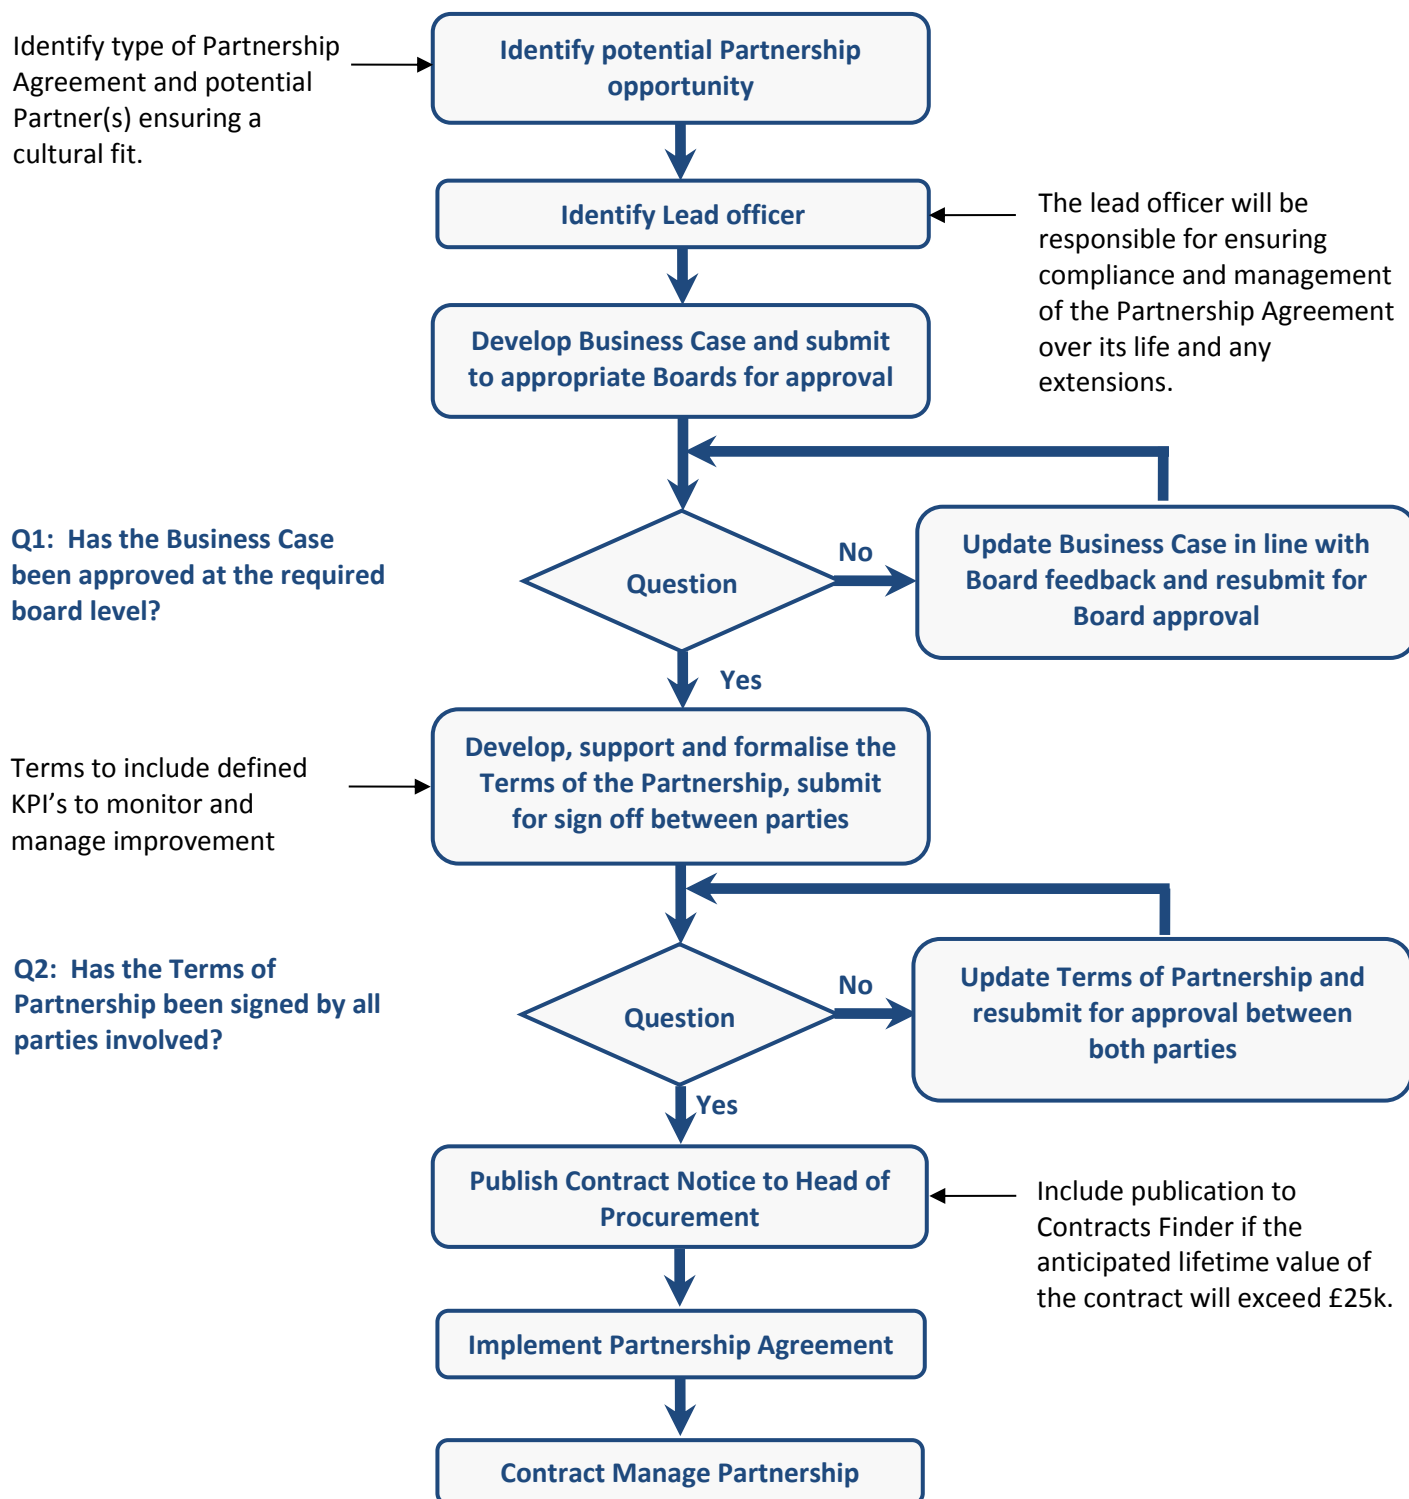 Identify type of Partnership
Agreement and potential
Partner(s) ensuring a
cultural fit.
Identify potential Partnership
opportunity
Identify Lead officer
The lead officer will be
responsible for ensuring
compliance and management
of the Partnership Agreement
over its life and any
extensions.
Develop Business Case and submit
to appropriate Boards for approval
Q1:  Has the Business Case
been approved at the required
board level?
Question
No
Update Business Case in line with
Board feedback and resubmit for
Board approval
Yes
Terms to include defined
KPI's to monitor and
manage improvement
Develop, support and formalise the
Terms of the Partnership, submit
for sign off between parties
Q2:  Has the Terms of
Partnership been signed by all
parties involved?
Question
No
Update Terms of Partnership and
resubmit for approval between
both parties
Yes
Publish Contract Notice to Head of
Procurement
Include publication to
Contracts Finder if the
anticipated lifetime value of
the contract will exceed £25k.
Implement Partnership Agreement
Contract Manage Partnership